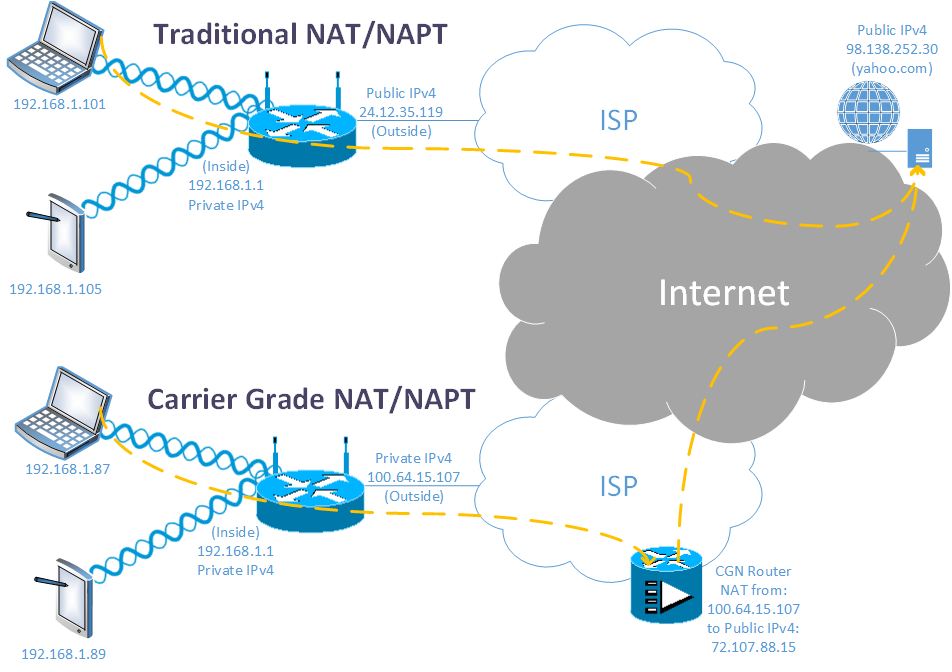 Traditional NAT/NAPT
192.168.1.101
Public IPv4
24.12.35.119
(Outside)
ISP
Public IPv4
98.138.252.30
(yahoo.com)
(Inside)
192.168.1.1
Private IPv4
192.168.1.105
Internet
Carrier Grade NAT/NAPT
192.168.1.87
Private IPv4
100.64.15.107
(Outside)
ISP
(Inside)
192.168.1.1
Private IPv4
192.168.1.89
CGN Router
NAT from:
100.64.15.107
to Public IPv4:
72.107.88.15